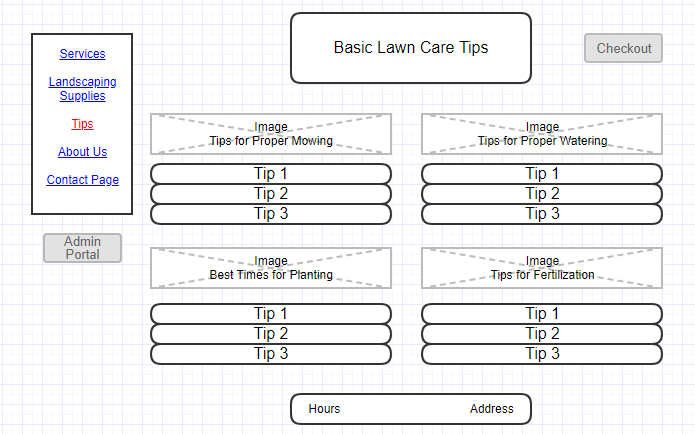 Basic Lawn Care Tips
Checkout
Services
Landscaping
Supplies
Tips
About Us
Contact Page
Admin
Portal
Image
Tips for Proper Mowing
Tip 1
Tip 2
Tip 3
Image
Tips for Proper Watering
Tip 1
Tip 2
Tip 3
Image
Best Times for Planting
Tip 1
Tip 2
Tip 3
Image
Tips for Fertilization
Tip 1
Tip 2
Tip 3
Hours
Address